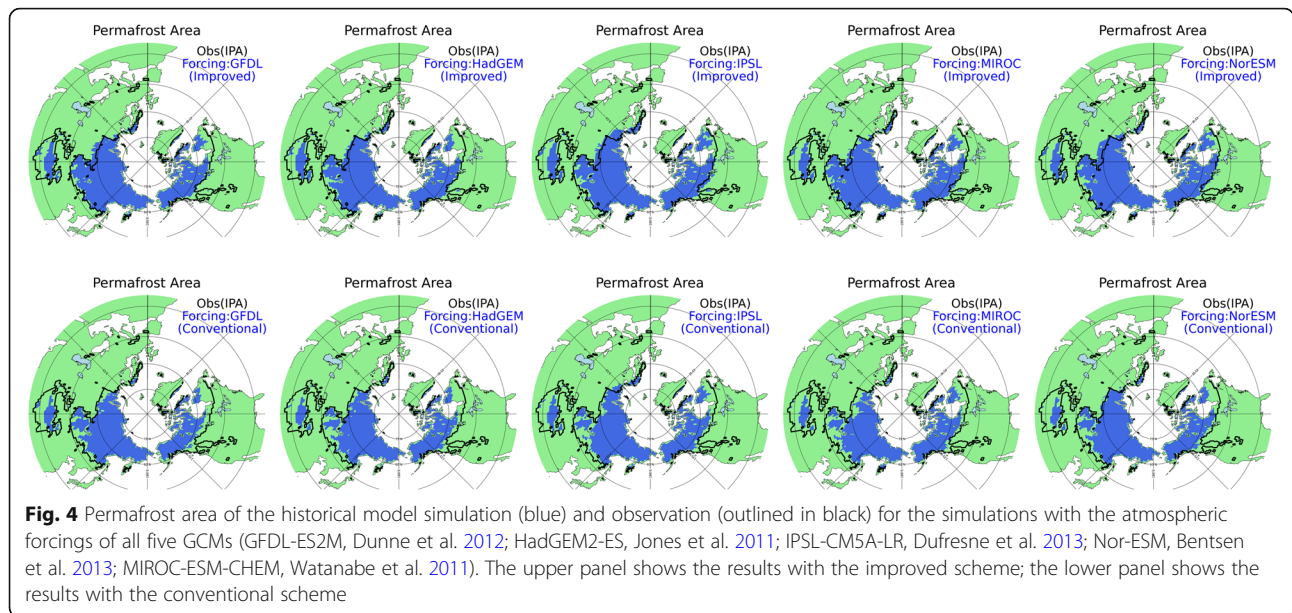 Permafrost Area
Obs(IPA)
Forcing:GFDL
(Improved)
Permafrost Area
Obs(IPA)
Forcing:HadGEM
(Improved)
Permafrost Area
Obs(IPA)
Forcing:IPSL
(Improved)
Permafrost Area
Obs(IPA)
Forcing:MIROC
(Improved)
Permafrost Area
Obs(IPA)
Forcing:NorESM
(Improved)
Permafrost Area
Obs(IPA)
Forcing:GFDL
(Conventional)
Permafrost Area
Obs(IPA)
Forcing:HadGEM
(Conventional)
Permafrost Area
Obs(IPA)
Forcing:IPSL
(Conventional)
Permafrost Area
Obs(IPA)
Forcing:MIROC
(Conventional)
Permafrost Area
Obs(IPA)
Forcing:NorESM
(Conventional)
Fig. 4 Permafrost area of the historical model simulation (blue) and observation (outlined in black) for the simulations with the atmospheric
forcings of all five GCMs (GFDL-ES2M, Dunne et al. 2012; HadGEM2-ES, Jones et al. 2011; IPSL-CM5A-LR, Dufresne et al. 2013; Nor-ESM, Bentsen
et al. 2013; MIROC-ESM-CHEM, Watanabe et al. 2011). The upper panel shows the results with the improved scheme; the lower panel shows the
results with the conventional scheme